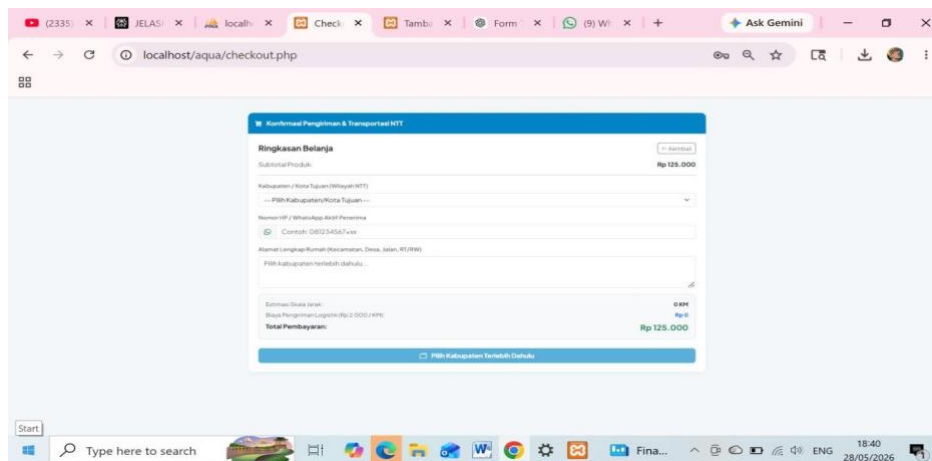 (2335)
JELAS
localh
Check
Tamba
Form
(9) Wh
Ask Gemini
localhost/aqua/checkout.php
Konfirmasi Pengiriman & Transportasi NTT
Ringkasan Belanja
← Kembali
Subtotal Produk:
Rp 125.000
Kabupaten / Kota Tujuan (Wilayah NTT)
-- Pilih Kabupaten/Kota Tujuan --
Nomor HP / WhatsApp Aktif Penerima
Contoh: 081234567xxx
Alamat Lengkap Rumah (Kecamatan, Desa, Jalan, RT/RW)
Pilih kabupaten terlebih dahulu...
Estimasi Skala Jarak:
0 KM
Biaya Pengiriman Logistik (Rp 2.000 / KM):
Rp 0
Total Pembayaran:
Rp 125.000
Pilih Kabupaten Terlebih Dahulu
Start
Type here to search
Fina...
ENG
18:40
28/05/2026